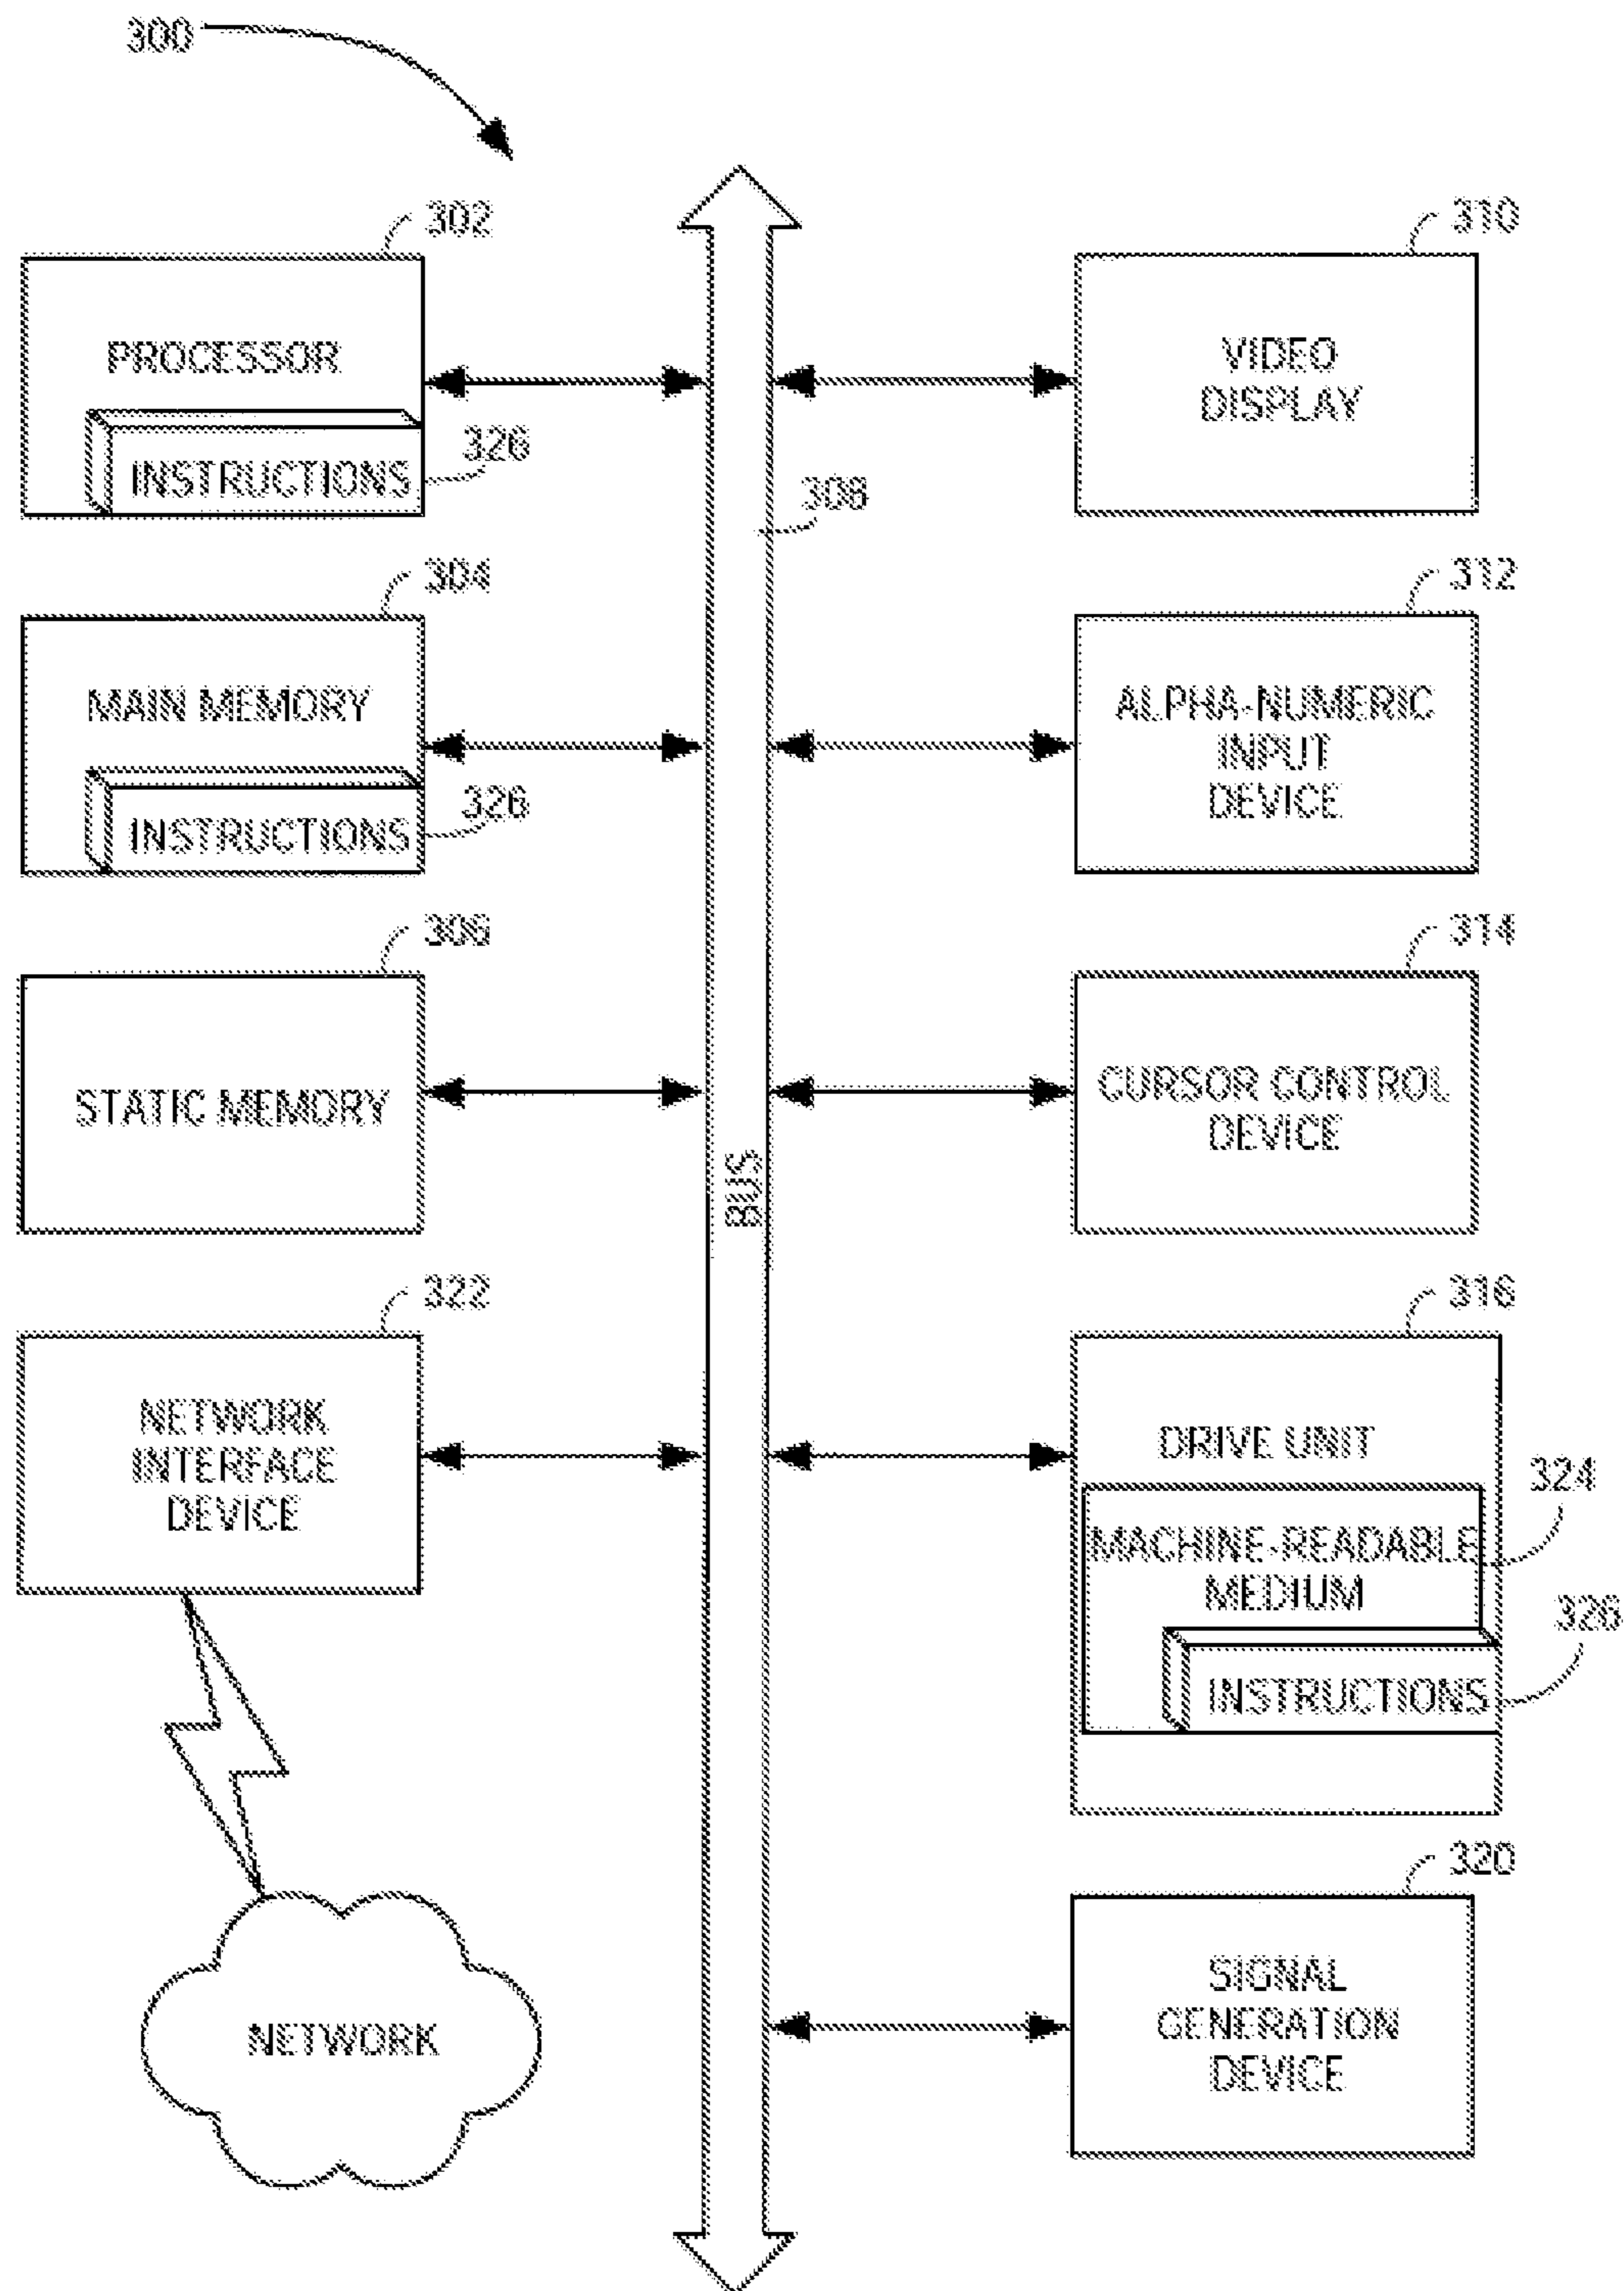 300
302
PROCESSOR
326
INSTRUCTIONS
304
MAIN MEMORY
326
INSTRUCTIONS
306
STATIC MEMORY
322
NETWORK
INTERFACE
DEVICE
NETWORK
308
BUS
310
VIDEO
DISPLAY
312
ALPHA-NUMERIC
INPUT
DEVICE
314
CURSOR CONTROL
DEVICE
316
DRIVE UNIT
324
MACHINE-READABLE
MEDIUM
326
INSTRUCTIONS
320
SIGNAL
GENERATION
DEVICE